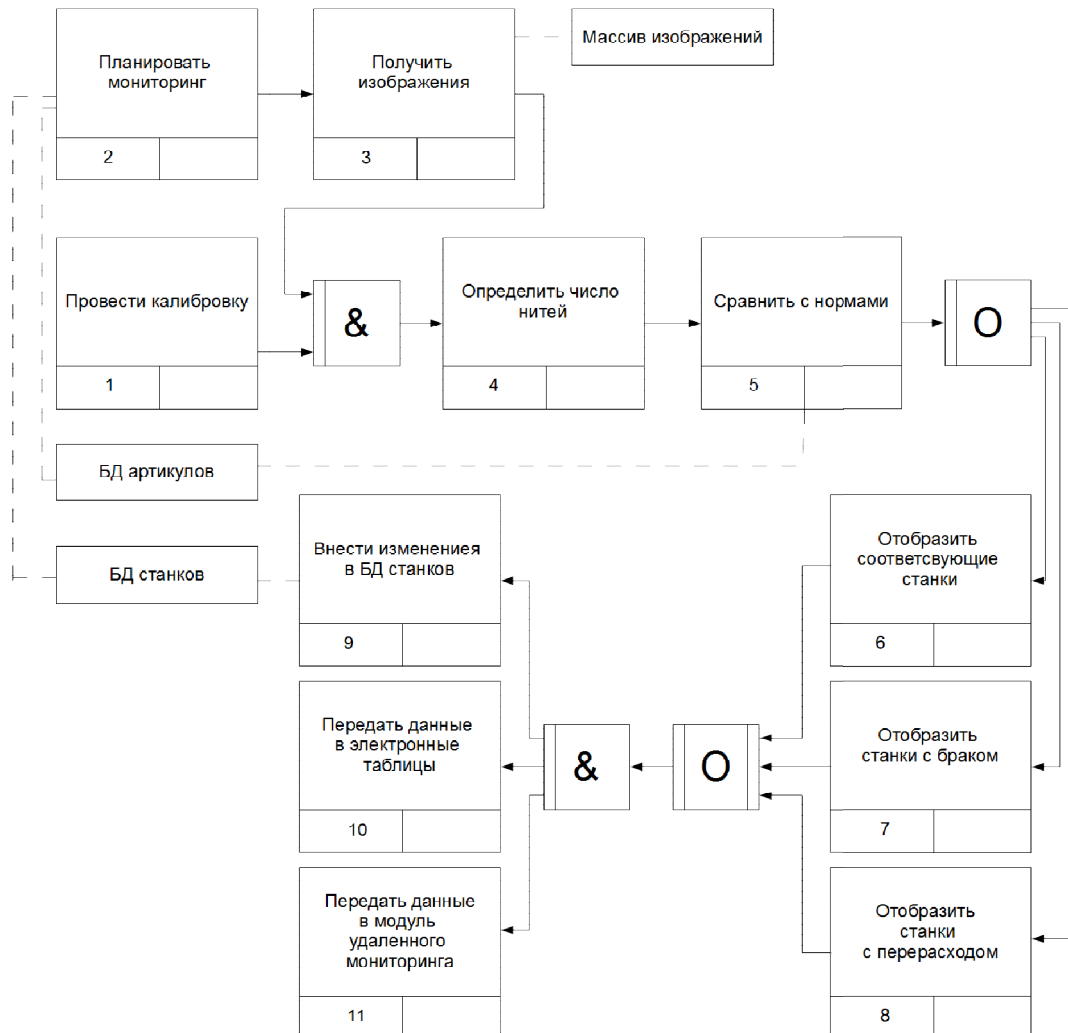 Планировать
мониторинг
2
Получить
изображения
3
Массив изображений
Провести калибровку
1
&
Определить число
нитей
4
Сравнить с нормами
5
O
БД артикулов
БД станков
Внести изменениея
в БД станков
9
Отобразить
соответсвующие
станки
6
Передать данные
в электронные
таблицы
10
&
O
Отобразить
станки с браком
7
Передать данные
в модуль
удаленного
мониторинга
11
Отобразить
станки
с перерасходом
8